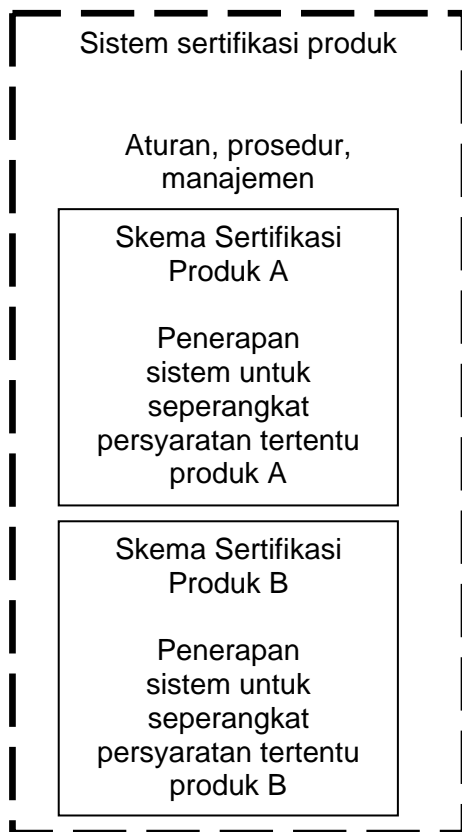 Sistem sertifikasi produk
Aturan, prosedur,
manajemen
Skema Sertifikasi
Produk A
Penerapan
sistem untuk
seperangkat
persyaratan tertentu
produk A
Skema Sertifikasi
Produk B
Penerapan
sistem untuk
seperangkat
persyaratan tertentu
produk B